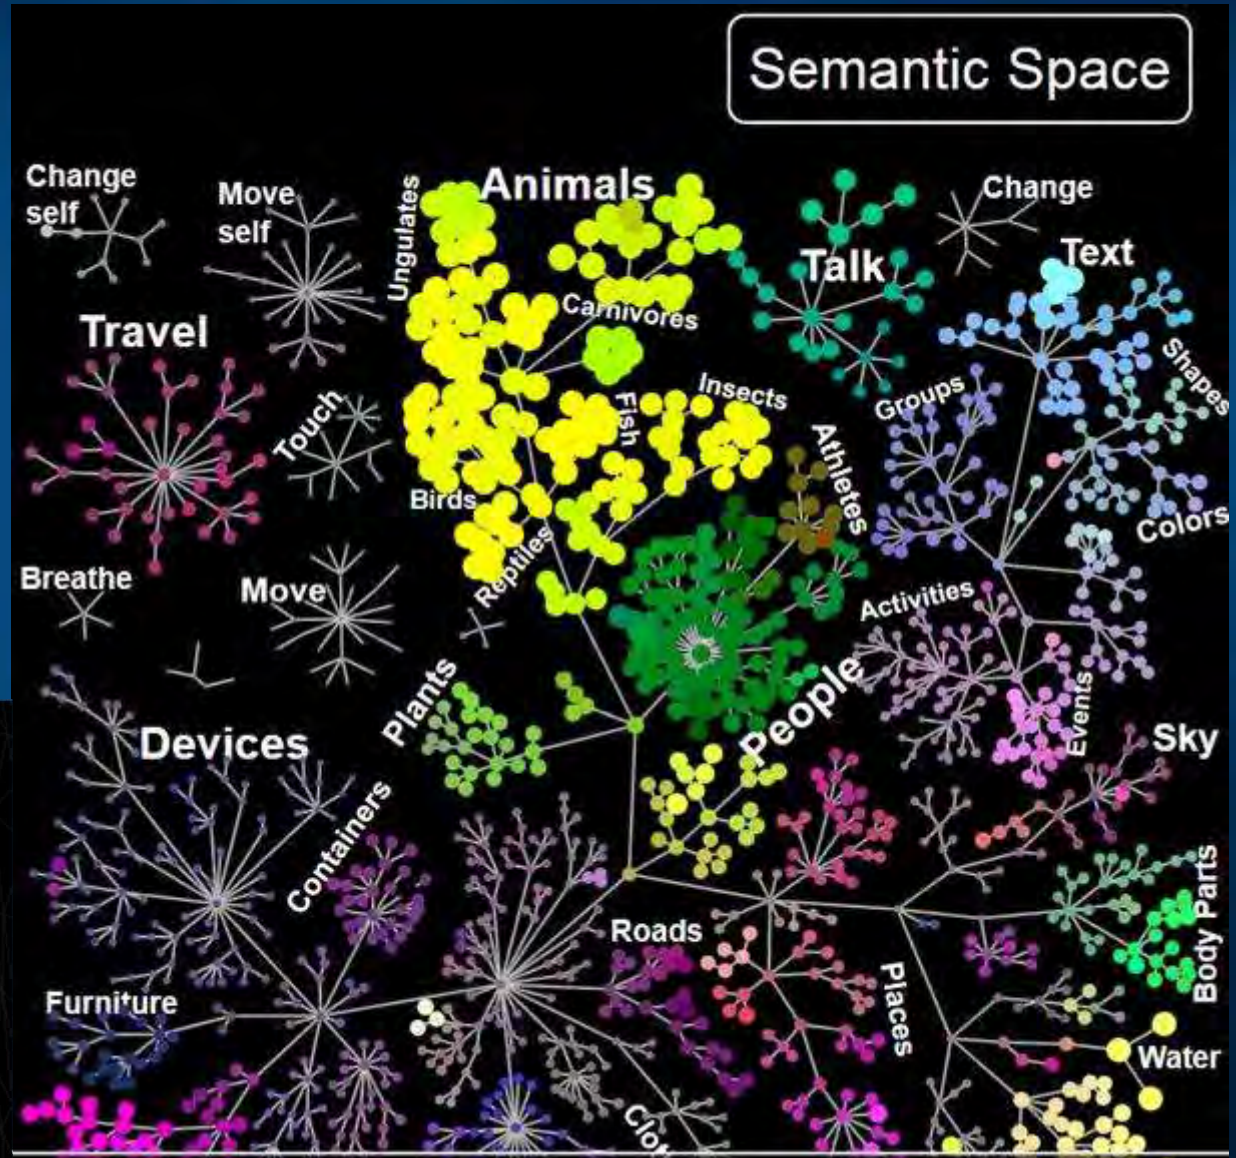 Semantic Space
Change
self
Move
self
Ungulates
Animals
Carnivores
Talk
Change
Text
Shapes
Travel
Touch
Birds
Fish
Insects
Athletes
Groups
Colors
Reptiles
Breathe
Move
Activities
Plants
People
Events
Sky
Devices
Containers
Roads
Places
Body Parts
Furniture
Water